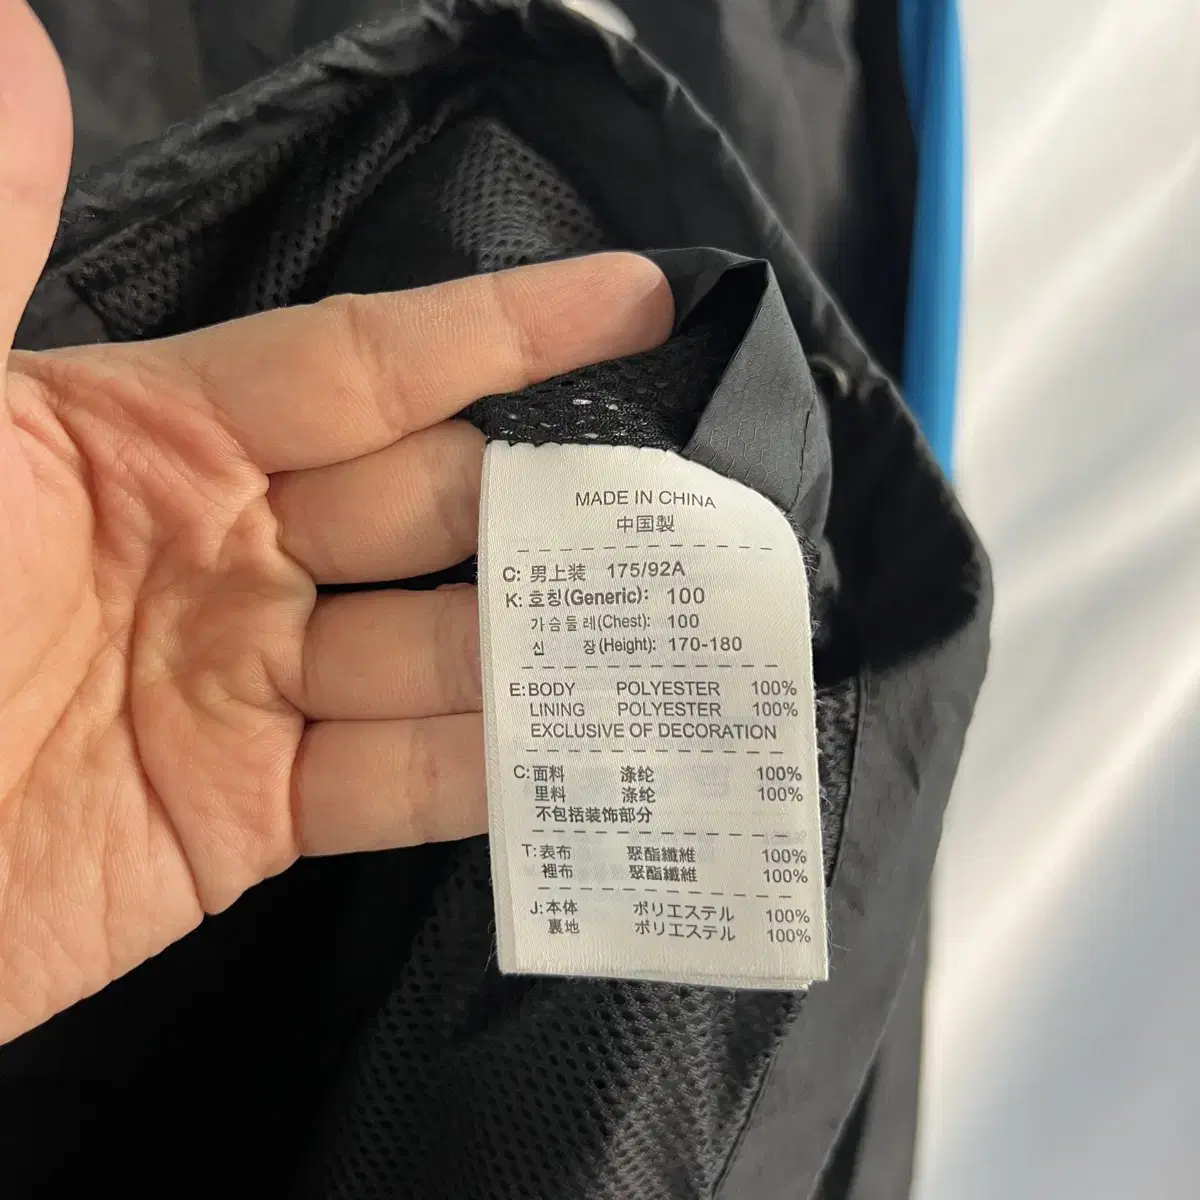 MADE IN CHINA
中国製
C: 男上装 175/92A
K: 호칭(Generic): 100
가슴둘레(Chest): 100
신 장(Height): 170-180
E: BODY POLYESTER 100%
LINING POLYESTER 100%
EXCLUSIVE OF DECORATION
C: 面料 涤纶 100%
里料 涤纶 100%
不包括装饰部分
T: 表布 聚酯纖維 100%
裡布 聚酯纖維 100%
J: 本体 ポリエステル 100%
裏地 ポリエステル 100%